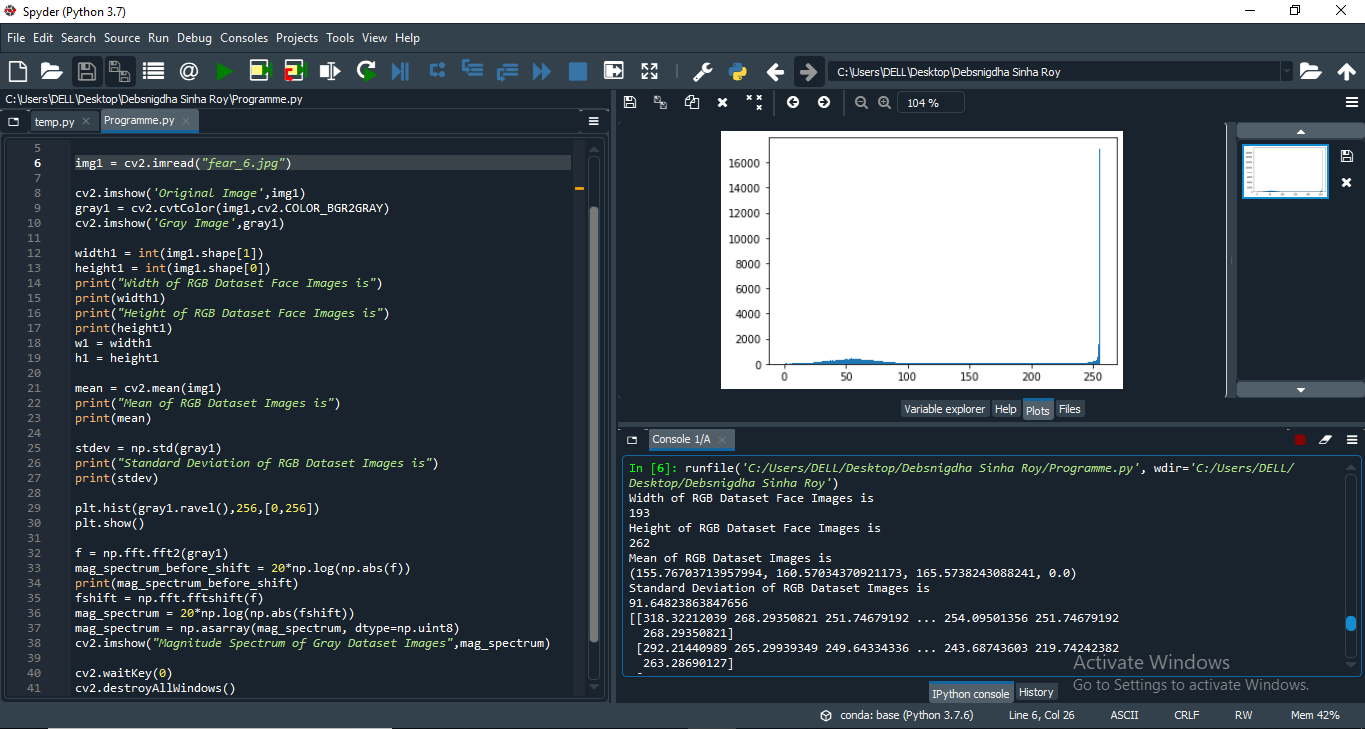 Spyder (Python 3.7)
File Edit Search Source Run Debug Consoles Projects Tools View Help
C:\Users\DELL\Desktop\Debsnigdha Sinha Roy
C:\Users\DELL\Desktop\Debsnigdha Sinha Roy\Programme.py
temp.py Programme.py
5
6 img1 = cv2.imread("fear_6.jpg")
7
8 cv2.imshow('Original Image',img1)
9 gray1 = cv2.cvtColor(img1,cv2.COLOR_BGR2GRAY)
10 cv2.imshow('Gray Image',gray1)
11
12 width1 = int(img1.shape[1])
13 height1 = int(img1.shape[0])
14 print("Width of RGB Dataset Face Images is")
15 print(width1)
16 print("Height of RGB Dataset Face Images is")
17 print(height1)
18 w1 = width1
19 h1 = height1
20
21 mean = cv2.mean(img1)
22 print("Mean of RGB Dataset Images is")
23 print(mean)
24
25 stdev = np.std(gray1)
26 print("Standard Deviation of RGB Dataset Images is")
27 print(stdev)
28
29 plt.hist(gray1.ravel(),256,[0,256])
30 plt.show()
31
32 f = np.fft.fft2(gray1)
33 mag_spectrum_before_shift = 20*np.log(np.abs(f))
34 print(mag_spectrum_before_shift)
35 fshift = np.fft.fftshift(f)
36 mag_spectrum = 20*np.log(np.abs(fshift))
37 mag_spectrum = np.asarray(mag_spectrum, dtype=np.uint8)
38 cv2.imshow("Magnitude Spectrum of Gray Dataset Images",mag_spectrum)
39
40 cv2.waitKey(0)
41 cv2.destroyAllWindows()
104 %
16000
14000
12000
10000
8000
6000
4000
2000
0
0 50 100 150 200 250
Variable explorer Help Plots Files
Console 1/A
In [6]: runfile('C:/Users/DELL/Desktop/Debsnigdha Sinha Roy/Programme.py', wdir='C:/Users/DELL/
Desktop/Debsnigdha Sinha Roy')
Width of RGB Dataset Face Images is
193
Height of RGB Dataset Face Images is
262
Mean of RGB Dataset Images is
(155.76703713957994, 160.57034370921173, 165.5738243088241, 0.0)
Standard Deviation of RGB Dataset Images is
91.64823863847656
[[318.32212039 268.29350821 251.74679192 ... 254.09501356 251.74679192
268.29350821]
[292.21440989 265.29939349 249.64334336 ... 243.68743603 219.74242382
263.28690127]
Activate Windows
Go to Settings to activate Windows.
IPython console History
conda: base (Python 3.7.6) Line 6, Col 26 ASCII CRLF RW Mem 42%